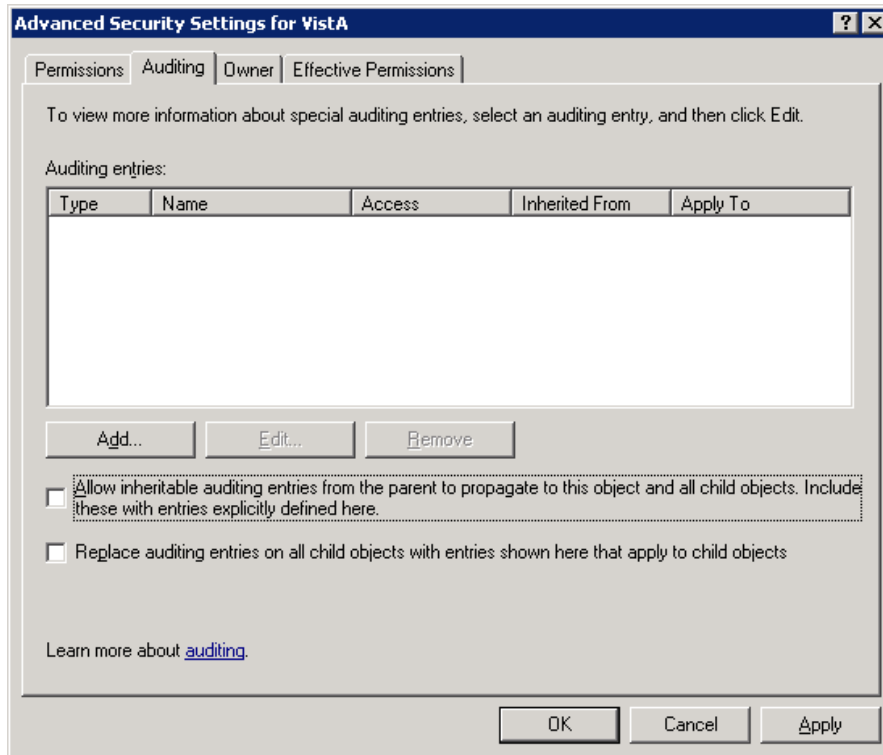 Advanced Security Settings for VistA
Permissions Auditing Owner Effective Permissions
To view more information about special auditing entries, select an auditing entry, and then click Edit.
Auditing entries:
Type Name Access Inherited From Apply To
Add... Edit... Remove
Allow inheritable auditing entries from the parent to propagate to this object and all child objects. Include
these with entries explicitly defined here.
Replace auditing entries on all child objects with entries shown here that apply to child objects
Learn more about auditing.
OK Cancel Apply